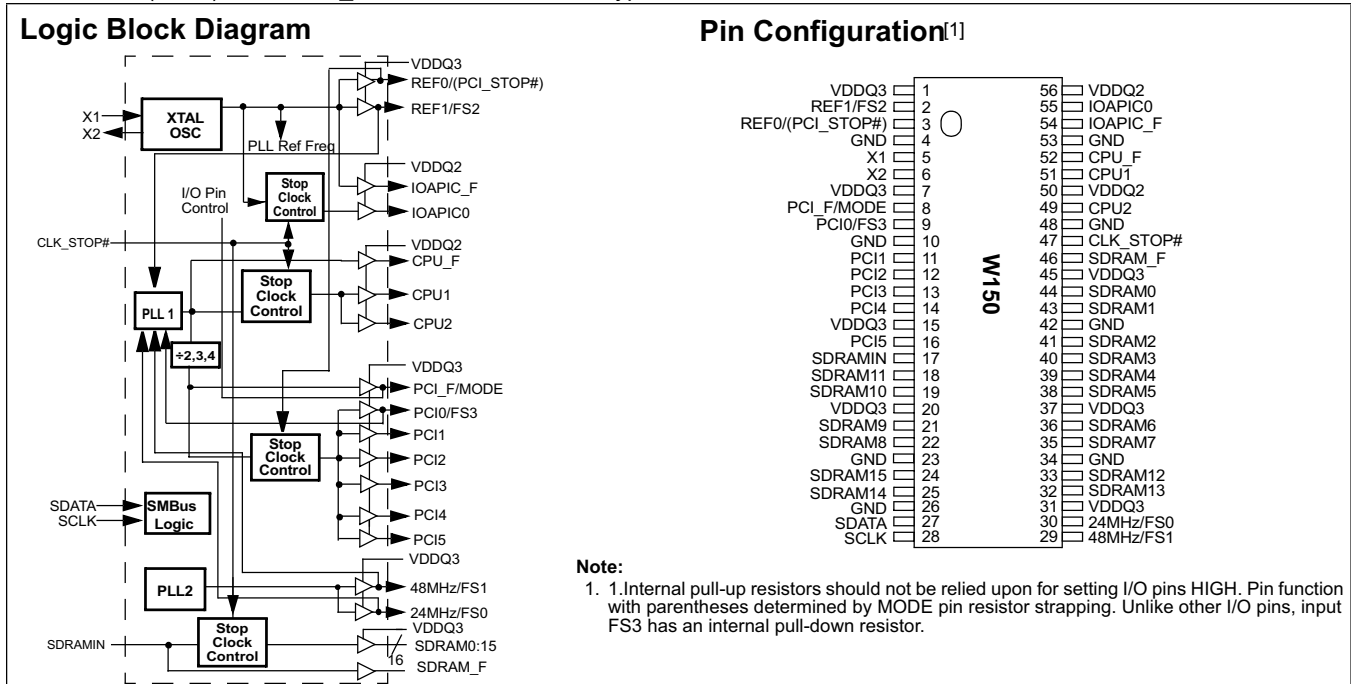 Logic Block Diagram
VDDQ3
REF0/(PCI_STOP#)
REF1/FS2
X1
X2
XTAL
OSC
PLL Ref Freq
VDDQ2
IOAPIC_F
IOAPIC0
I/O Pin
Control
Stop
Clock
Control
CLK_STOP#
VDDQ2
CPU_F
CPU1
CPU2
Stop
Clock
Control
PLL 1
÷2,3,4
VDDQ3
PCI_F/MODE
PCI0/FS3
PCI1
PCI2
PCI3
PCI4
PCI5
Stop
Clock
Control
SDATA
SCLK
SMBus
Logic
VDDQ3
48MHz/FS1
24MHz/FS0
PLL2
VDDQ3
SDRAM0:15
16
SDRAM_F
SDRAMIN
Stop
Clock
Control
Pin Configuration[1]
VDDQ3 1
REF1/FS2 2
REF0/(PCI_STOP#) 3
GND 4
X1 5
X2 6
VDDQ3 7
PCI_F/MODE 8
PCI0/FS3 9
GND 10
PCI1 11
PCI2 12
PCI3 13
PCI4 14
VDDQ3 15
PCI5 16
SDRAMIN 17
SDRAM11 18
SDRAM10 19
VDDQ3 20
SDRAM9 21
SDRAM8 22
GND 23
SDRAM15 24
SDRAM14 25
GND 26
SDATA 27
SCLK 28
W150
56 VDDQ2
55 IOAPIC0
54 IOAPIC_F
53 GND
52 CPU_F
51 CPU1
50 VDDQ2
49 CPU2
48 GND
47 CLK_STOP#
46 SDRAM_F
45 VDDQ3
44 SDRAM0
43 SDRAM1
42 GND
41 SDRAM2
40 SDRAM3
39 SDRAM4
38 SDRAM5
37 VDDQ3
36 SDRAM6
35 SDRAM7
34 GND
33 SDRAM12
32 SDRAM13
31 VDDQ3
30 24MHz/FS0
29 48MHz/FS1
Note:
1. 1.Internal pull-up resistors should not be relied upon for setting I/O pins HIGH. Pin function
with parentheses determined by MODE pin resistor strapping. Unlike other I/O pins, input
FS3 has an internal pull-down resistor.